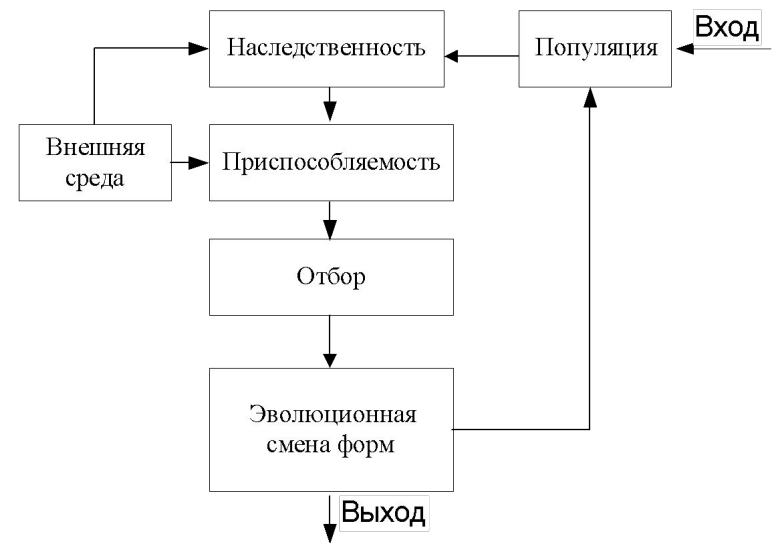 Вход
Наследственность
Популяция
Внешняя
среда
Приспособляемость
Отбор
Эволюционная
смена форм
Выход